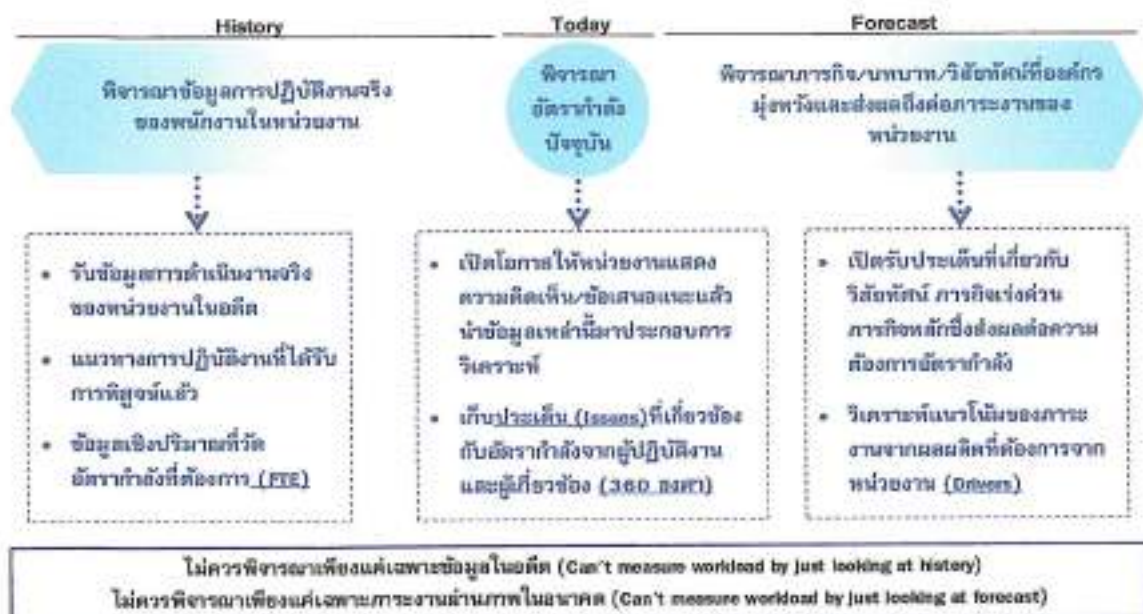 History
Today
Forecast
พิจารณาข้อมูลการปฏิบัติงานจริง
ของพนักงานในหน่วยงาน
พิจารณา
อัตรากำลัง
ปัจจุบัน
พิจารณาภารกิจ/บทบาท/วิสัยทัศน์ที่องค์กร
มุ่งหวังและส่งผลถึงต่อภาระงานของ
หน่วยงาน
• รับข้อมูลการดำเนินงานจริง
ของหน่วยงานในอดีต
• แนวทางการปฏิบัติงานที่ได้รับ
การพิสูจน์แล้ว
• ข้อมูลเชิงปริมาณที่วัด
อัตรากำลังที่ต้องการ (FTE)
• เปิดโอกาสให้หน่วยงานแสดง
ความคิดเห็น/ข้อเสนอแนะแล้ว
นำข้อมูลเหล่านี้มาประกอบการ
วิเคราะห์
• เก็บประเด็น (Issues)ที่เกี่ยวข้อง
กับอัตรากำลังจากผู้ปฏิบัติงาน
และผู้เกี่ยวข้อง (360 องศา)
• เปิดรับประเด็นที่เกี่ยวกับ
วิสัยทัศน์ ภารกิจเร่งด่วน
ภารกิจหลักซึ่งส่งผลต่อความ
ต้องการอัตรากำลัง
• วิเคราะห์แนวโน้มของภาระ
งานจากผลผลิตที่ต้องการจาก
หน่วยงาน (Drivers)
ไม่ควรพิจารณาเพียงแค่เฉพาะข้อมูลในอดีต (Can't measure workload by just looking at history)
ไม่ควรพิจารณาเพียงแค่เฉพาะภาระงานผ่านภาพในอนาคต (Can't measure workload by just looking at forecast)